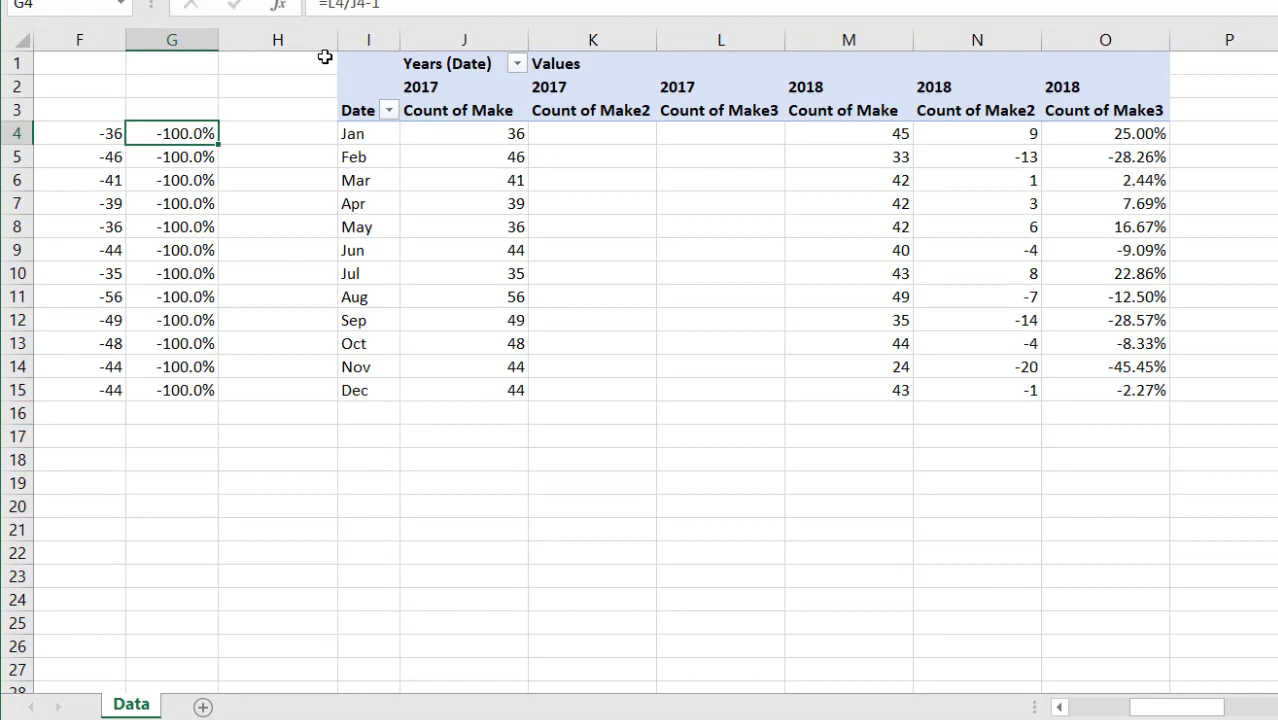 G4 fx =L4/J4-1
F G H I J K L M N O P
1 Years (Date) Values
2 2017 2017 2017 2018 2018 2018
3 Date Count of Make Count of Make2 Count of Make3 Count of Make Count of Make2 Count of Make3
4 -36 -100.0% Jan 36 45 9 25.00%
5 -46 -100.0% Feb 46 33 -13 -28.26%
6 -41 -100.0% Mar 41 42 1 2.44%
7 -39 -100.0% Apr 39 42 3 7.69%
8 -36 -100.0% May 36 42 6 16.67%
9 -44 -100.0% Jun 44 40 -4 -9.09%
10 -35 -100.0% Jul 35 43 8 22.86%
11 -56 -100.0% Aug 56 49 -7 -12.50%
12 -49 -100.0% Sep 49 35 -14 -28.57%
13 -48 -100.0% Oct 48 44 -4 -8.33%
14 -44 -100.0% Nov 44 24 -20 -45.45%
15 -44 -100.0% Dec 44 43 -1 -2.27%
16
17
18
19
20
21
22
23
24
25
26
27
28
Data